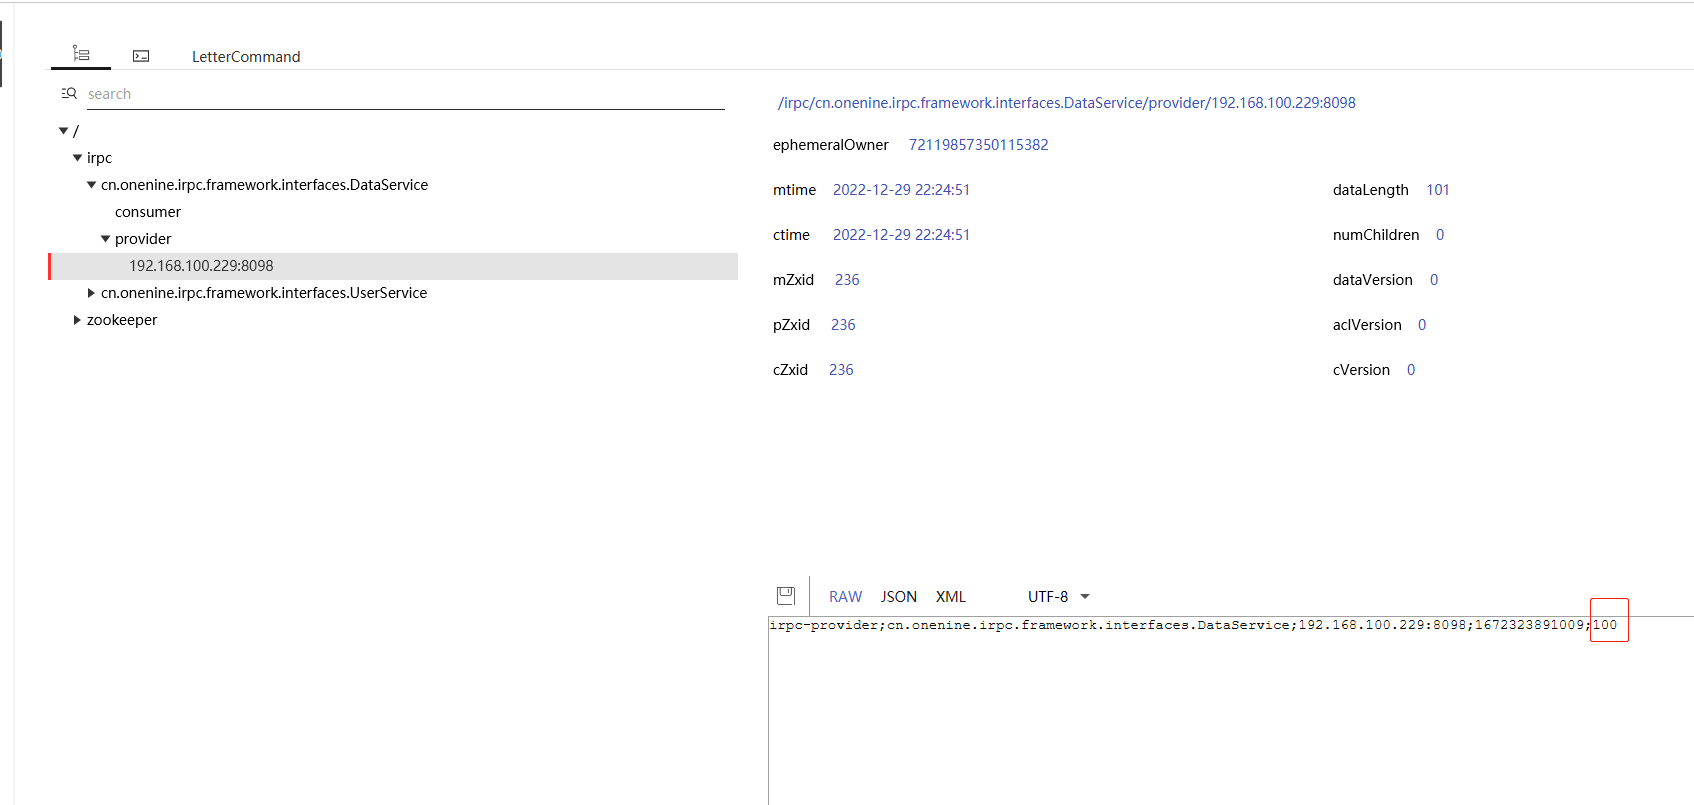 LetterCommand
search
/
irpc
cn.onenine.irpc.framework.interfaces.DataService
consumer
provider
192.168.100.229:8098
cn.onenine.irpc.framework.interfaces.UserService
zookeeper
/irpc/cn.onenine.irpc.framework.interfaces.DataService/provider/192.168.100.229:8098
ephemeralOwner 72119857350115382
mtime 2022-12-29 22:24:51 dataLength 101
ctime 2022-12-29 22:24:51 numChildren 0
mZxid 236 dataVersion 0
pZxid 236 aclVersion 0
cZxid 236 cVersion 0
RAW JSON XML UTF-8
irpc-provider;cn.onenine.irpc.framework.interfaces.DataService;192.168.100.229:8098;1672323891009;100